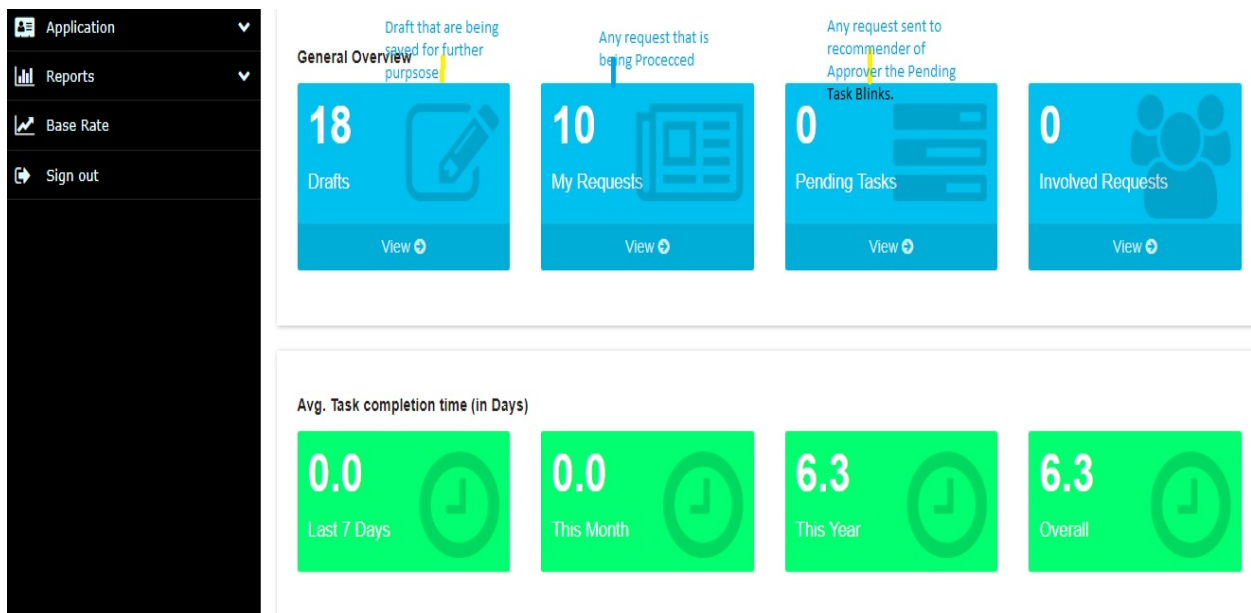 Application
Reports
Base Rate
Sign out
General Overview
Draft that are being
saved for further
purpsose
Any request that is
being Procecced
Any request sent to
recommender of
Approver the Pending
Task Blinks.
18
Drafts
View
10
My Requests
View
0
Pending Tasks
View
0
Involved Requests
View
Avg. Task completion time (in Days)
0.0
Last 7 Days
0.0
This Month
6.3
This Year
6.3
Overall